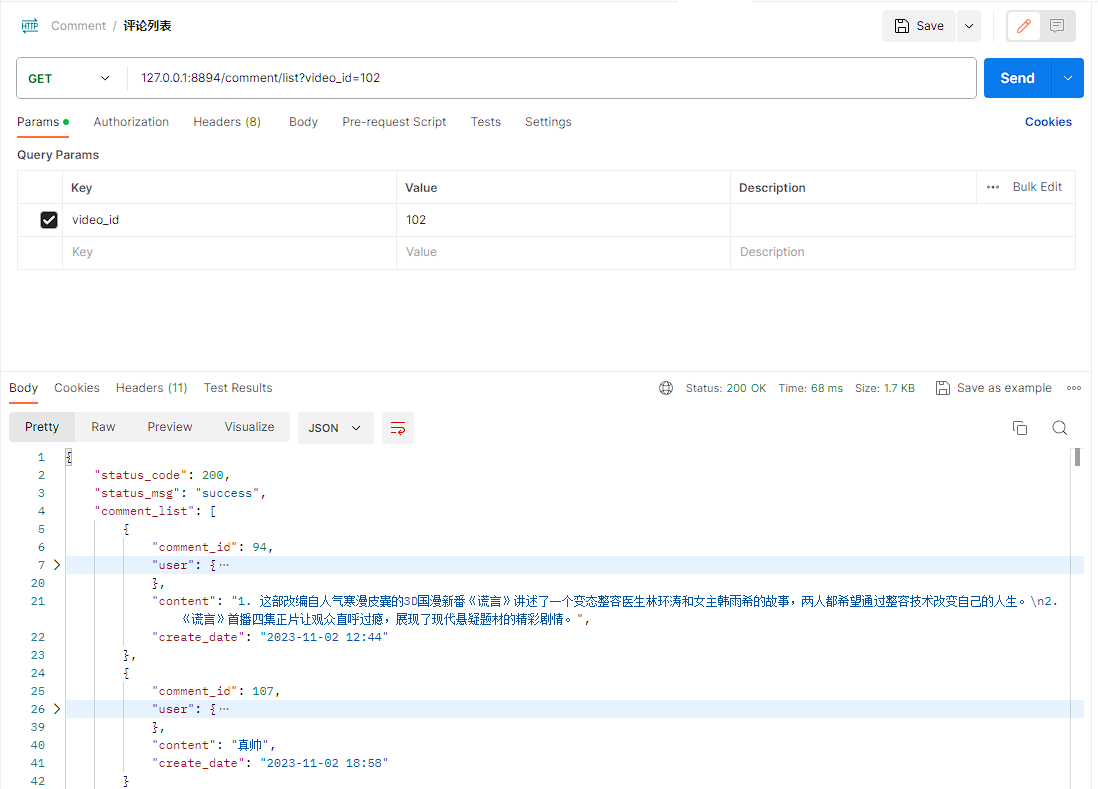 HTTP Comment / 评论列表 Save
GET 127.0.0.1:8894/comment/list?video_id=102 Send
Params Authorization Headers (8) Body Pre-request Script Tests Settings Cookies
Query Params
Key Value Description ••• Bulk Edit
video_id 102
Key Value Description
Body Cookies Headers (11) Test Results Status: 200 OK Time: 68 ms Size: 1.7 KB Save as example
Pretty Raw Preview Visualize JSON
1 {
2 "status_code": 200,
3 "status_msg": "success",
4 "comment_list": [
5 {
6 "comment_id": 94,
7 "user": {…
20 },
21 "content": "1. 这部改编自人气寒漫皮囊的3D国漫新番《谎言》讲述了一个变态整容医生林环涛和女主韩雨希的故事，两人都希望通过整容技术改变自己的人生。\n2.
《谎言》首播四集正片让观众直呼过瘾，展现了现代悬疑题材的精彩剧情。",
22 "create_date": "2023-11-02 12:44"
23 },
24 {
25 "comment_id": 107,
26 "user": {…
39 },
40 "content": "真帅",
41 "create_date": "2023-11-02 18:58"
42 }